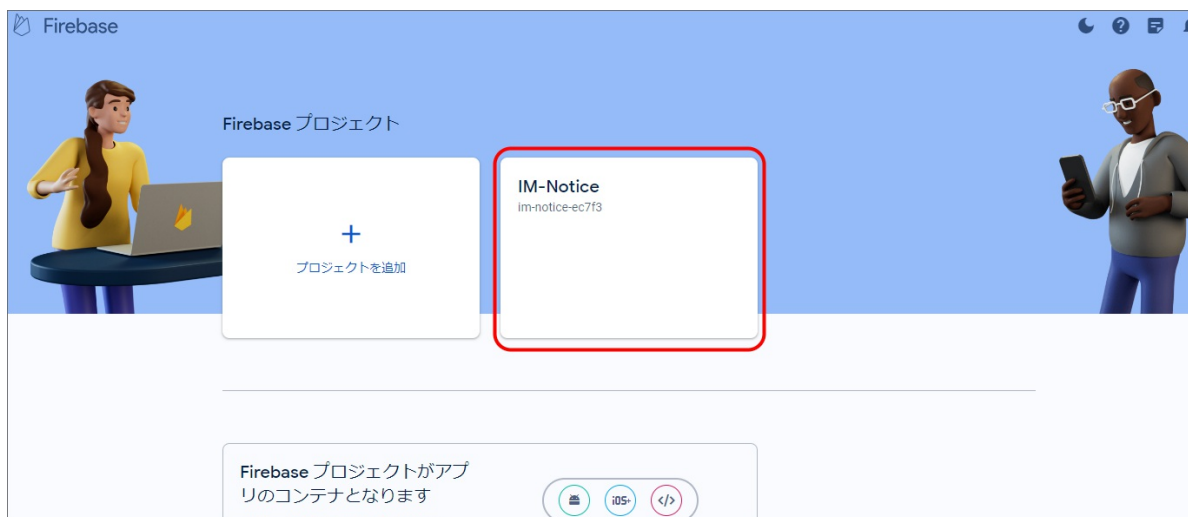 Firebase
Firebase プロジェクト
IM-Notice
im-notice-ec7f3
プロジェクトを追加
Firebase プロジェクトがアプ
リのコンテナとなります
iOS+
</>